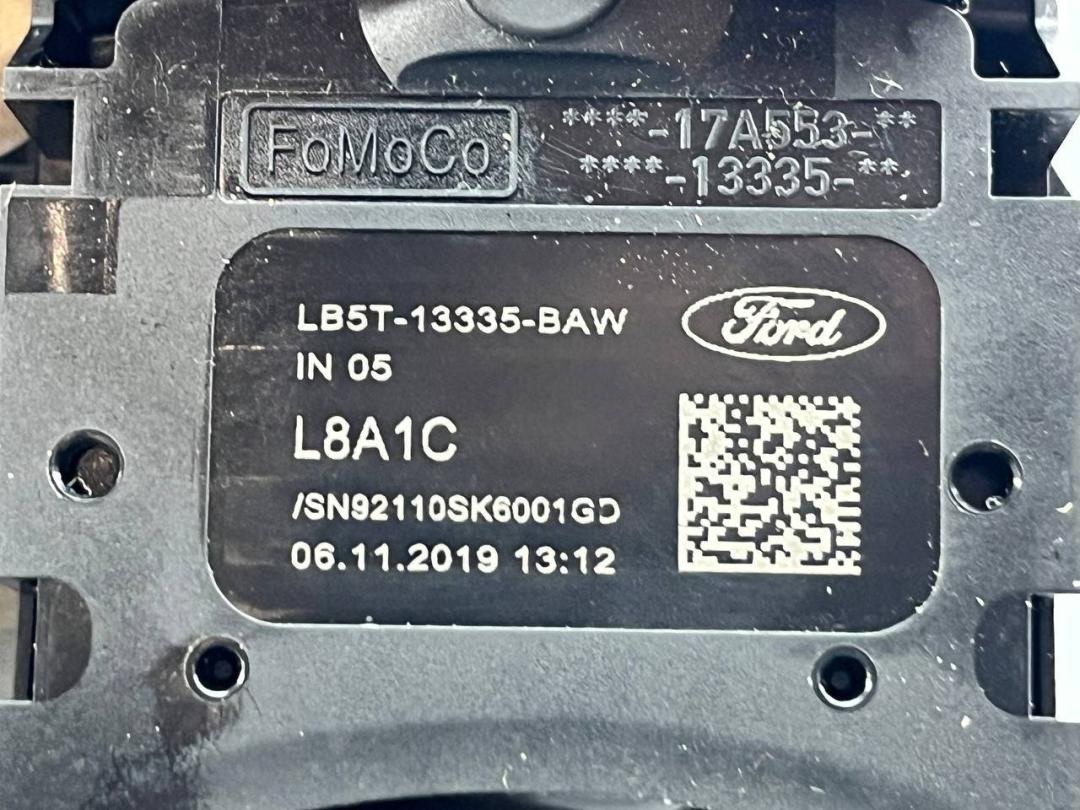 FoMoCo
****-17A553-**
****-13335-**
LB5T-13335-BAW
Ford
IN 05
L8A1C
/SN92110SK6001GD
06.11.2019 13:12